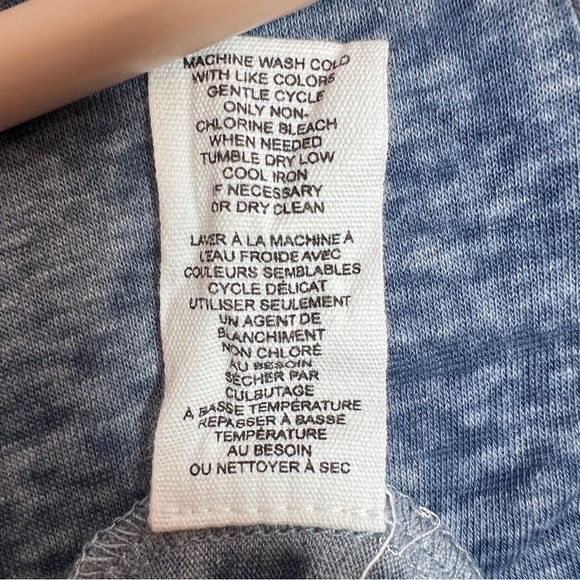 MACHINE WASH COLD
WITH LIKE COLORS
GENTLE CYCLE
ONLY NON-
CHLORINE BLEACH
WHEN NEEDED
TUMBLE DRY LOW
COOL IRON
IF NECESSARY
OR DRY CLEAN
LAVER À LA MACHINE À
L'EAU FROIDE AVEC
COULEURS SEMBLABLES
CYCLE DÉLICAT
UTILISER SEULEMENT
UN AGENT DE
BLANCHIMENT
NON CHLORÉ
AU BESOIN
SÉCHER PAR
CULBUTAGE
À BASSE TEMPÉRATURE
REPASSER À BASSE
TEMPÉRATURE
AU BESOIN
OU NETTOYER À SEC